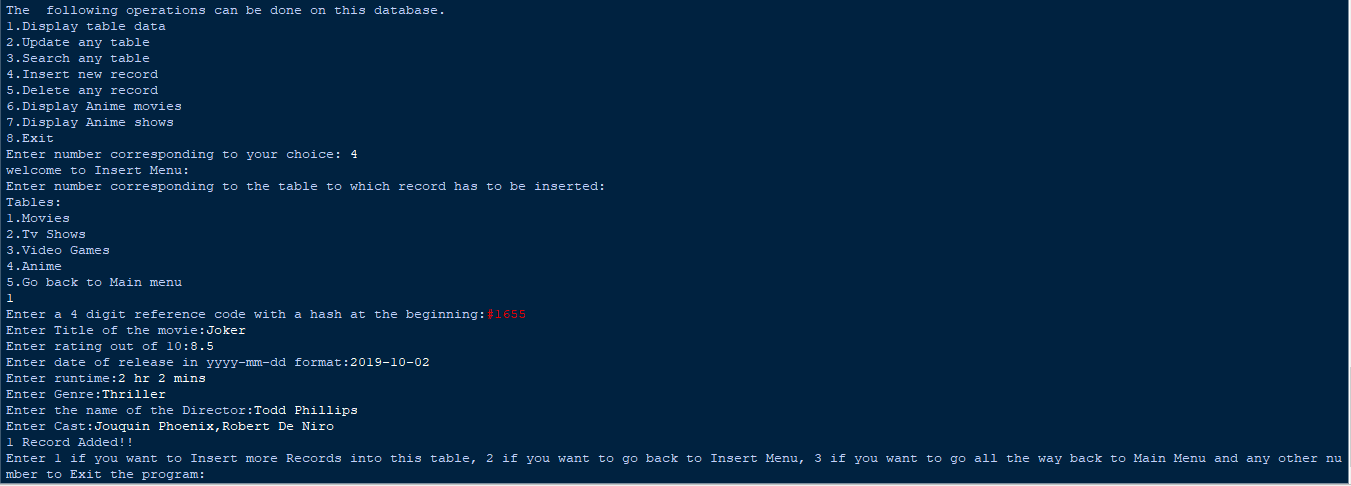 The  following operations can be done on this database.
1.Display table data
2.Update any table
3.Search any table
4.Insert new record
5.Delete any record
6.Display Anime movies
7.Display Anime shows
8.Exit
Enter number corresponding to your choice: 4
welcome to Insert Menu:
Enter number corresponding to the table to which record has to be inserted:
Tables:
1.Movies
2.Tv Shows
3.Video Games
4.Anime
5.Go back to Main menu
1
Enter a 4 digit reference code with a hash at the beginning:#1655
Enter Title of the movie:Joker
Enter rating out of 10:8.5
Enter date of release in yyyy-mm-dd format:2019-10-02
Enter runtime:2 hr 2 mins
Enter Genre:Thriller
Enter the name of the Director:Todd Phillips
Enter Cast:Jouquin Phoenix,Robert De Niro
1 Record Added!!
Enter 1 if you want to Insert more Records into this table, 2 if you want to go back to Insert Menu, 3 if you want to go all the way back to Main Menu and any other nu
mber to Exit the program: